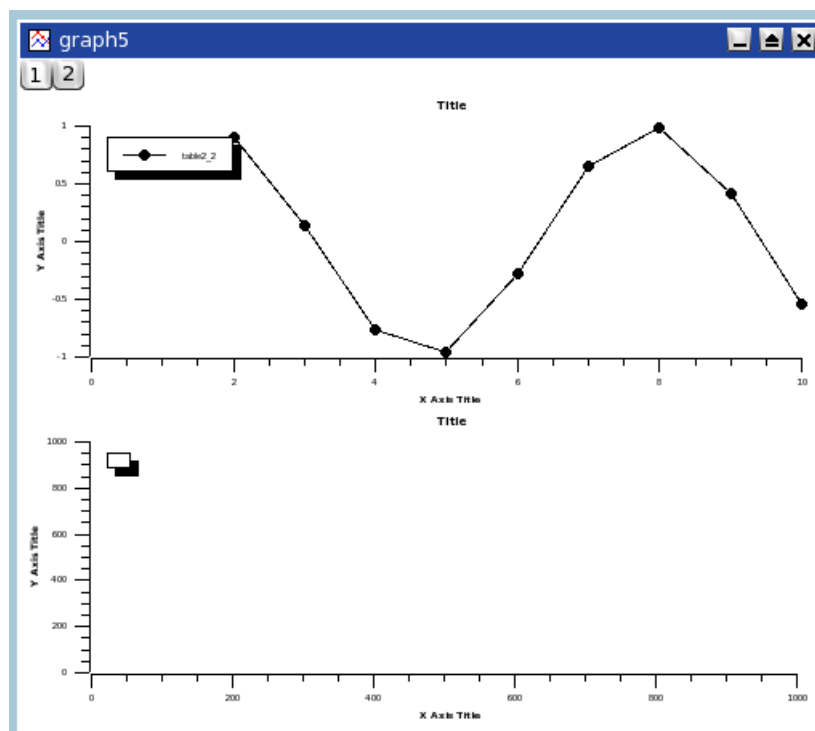 graph5
1 2
Title
1
table2_2
0.5
0
-0.5
-1
Y Axis Title
0 2 4 6 8 10
X Axis Title
Title
1000
800
600
400
200
0
Y Axis Title
0 200 400 600 800 1000
X Axis Title